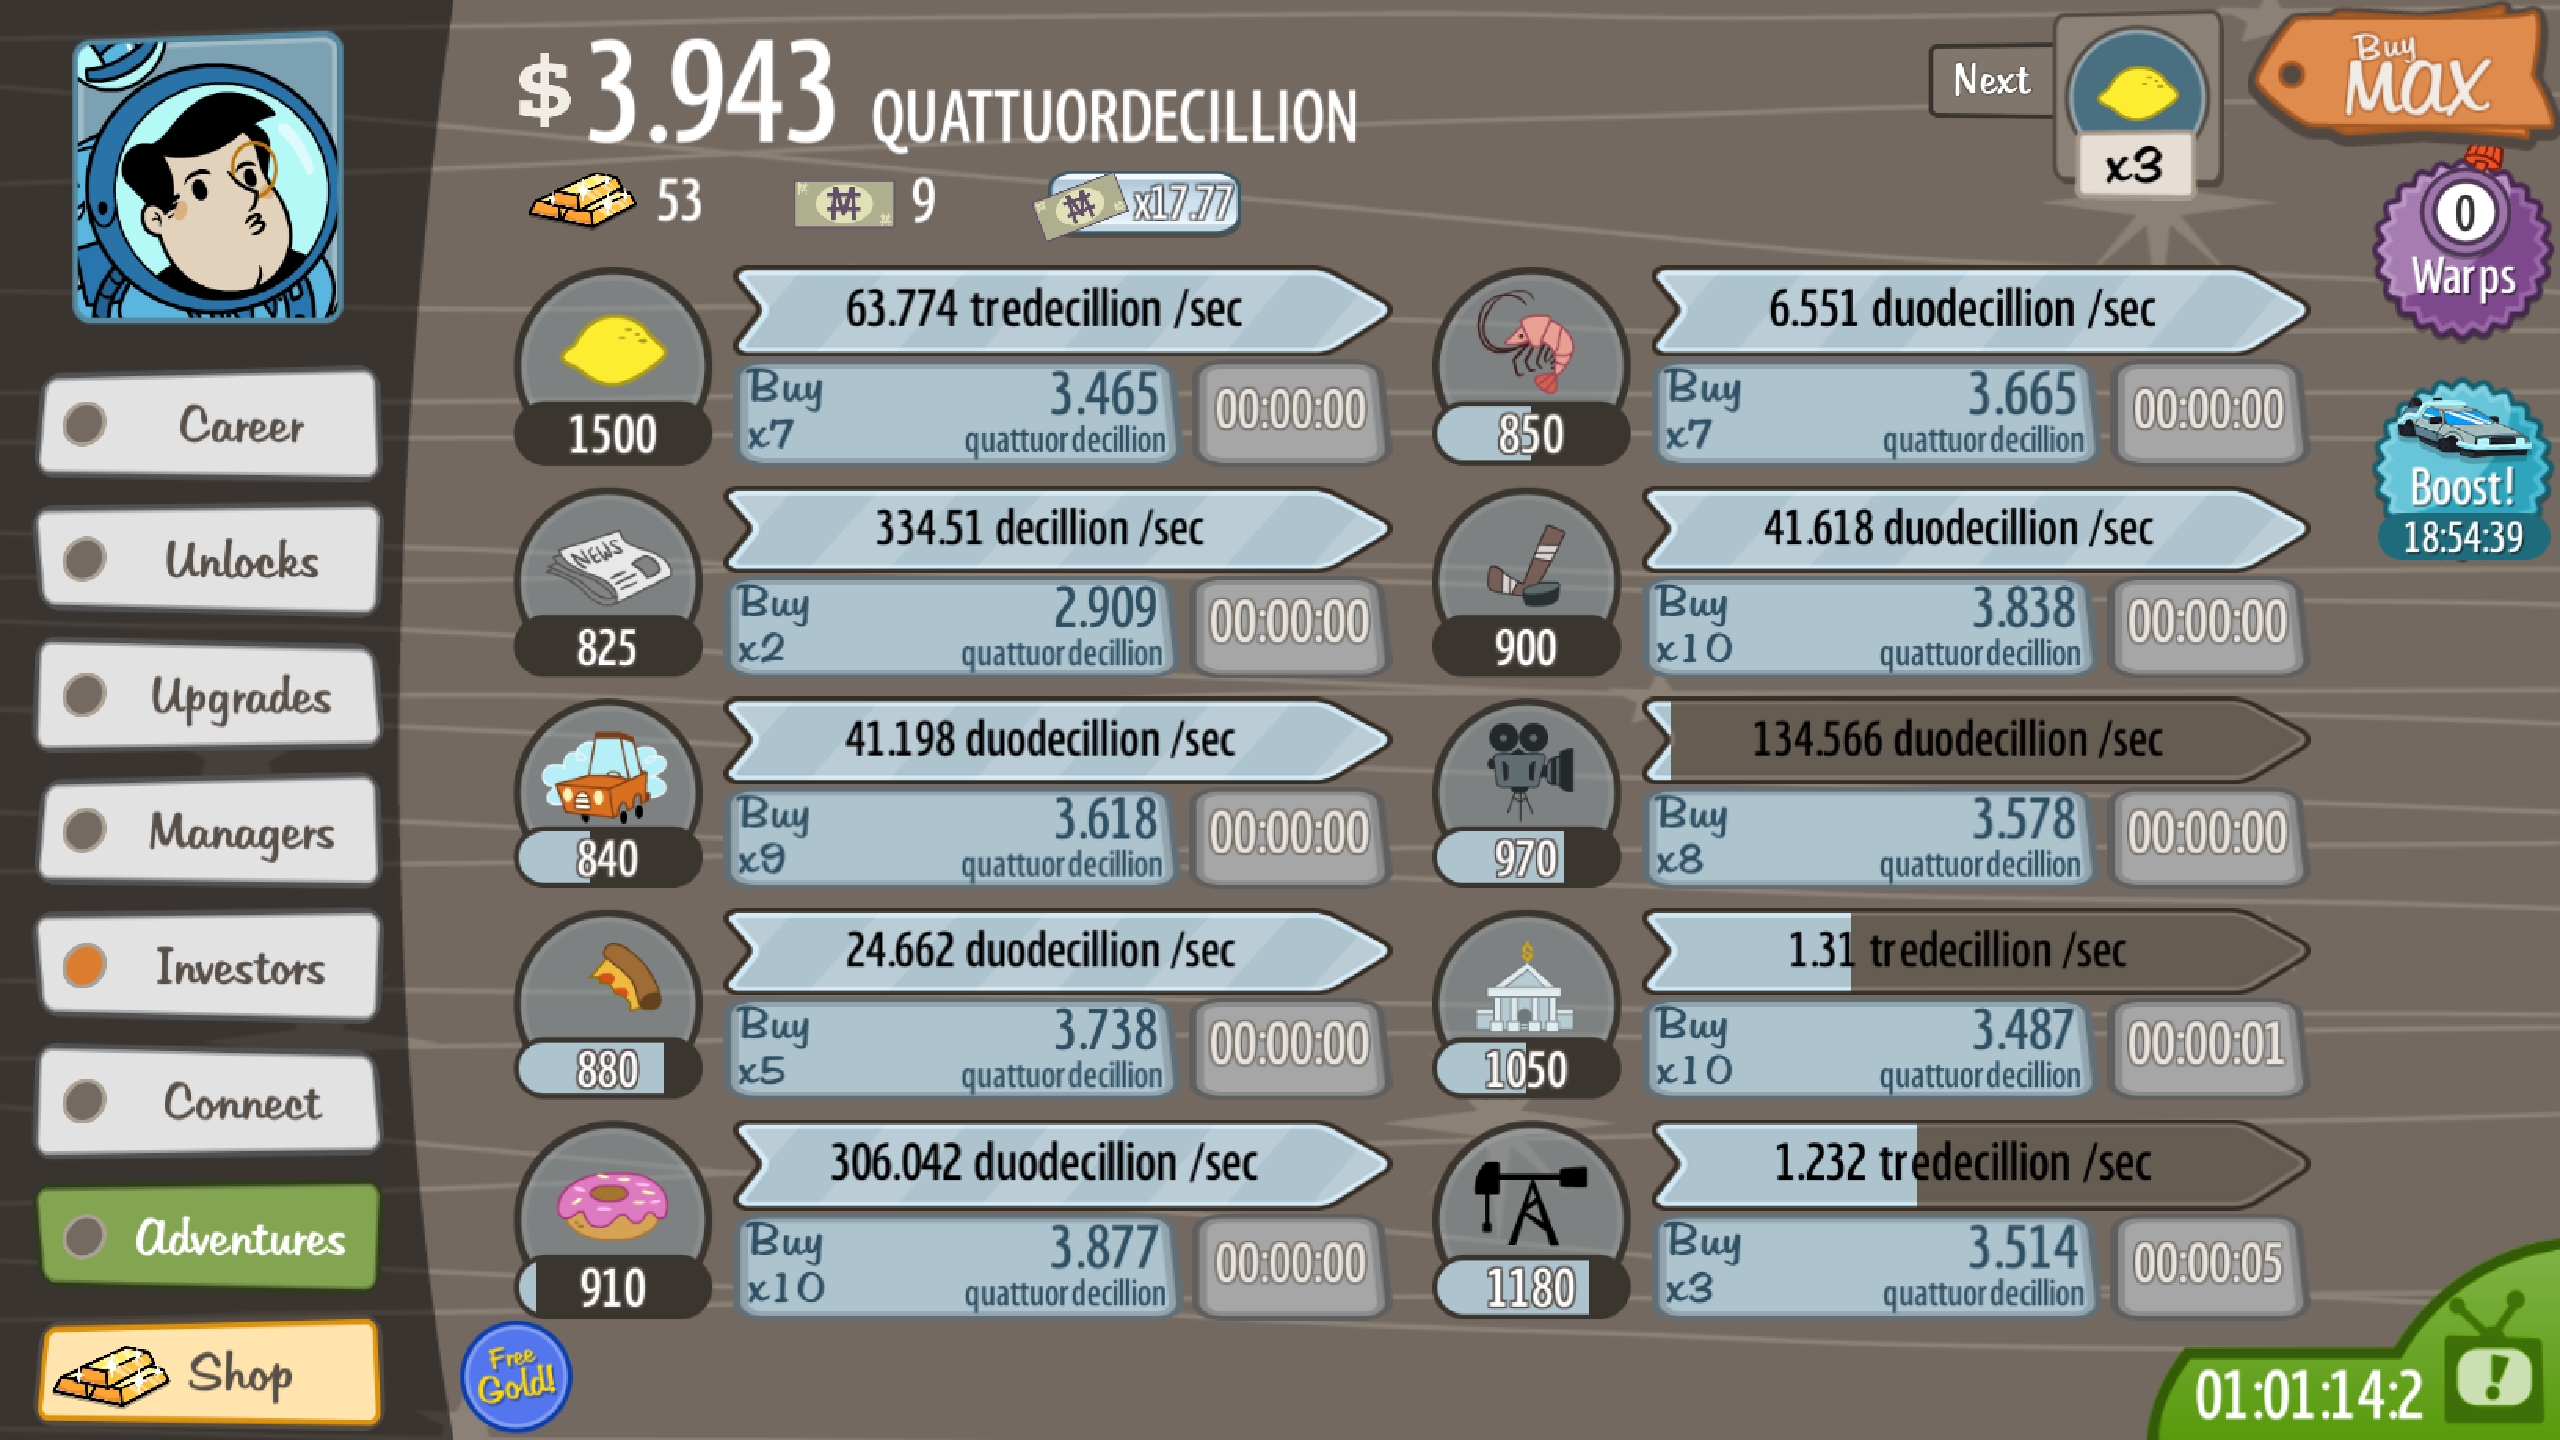 $3.943 QUATTUORDECILLION
53
9
x17.77
Next
x3
Buy
MAX
0
Warps
Boost!
18:54:39
Career
Unlocks
Upgrades
Managers
Investors
Connect
Adventures
Shop
63.774 tredecillion /sec
Buy 3.465
x7 quattuordecillion
00:00:00
1500
6.551 duodecillion /sec
Buy 3.665
x7 quattuordecillion
00:00:00
850
NEWS
334.51 decillion /sec
Buy 2.909
x2 quattuordecillion
00:00:00
825
41.618 duodecillion /sec
Buy 3.838
x10 quattuordecillion
00:00:00
900
41.198 duodecillion /sec
Buy 3.618
x9 quattuordecillion
00:00:00
840
134.566 duodecillion /sec
Buy 3.578
x8 quattuordecillion
00:00:00
970
24.662 duodecillion /sec
Buy 3.738
x5 quattuordecillion
00:00:00
880
$
1.31 tredecillion /sec
Buy 3.487
x10 quattuordecillion
00:00:01
1050
306.042 duodecillion /sec
Buy 3.877
x10 quattuordecillion
00:00:00
910
1.232 tredecillion /sec
Buy 3.514
x3 quattuordecillion
00:00:05
1180
Free
Gold!
01:01:14:2
!